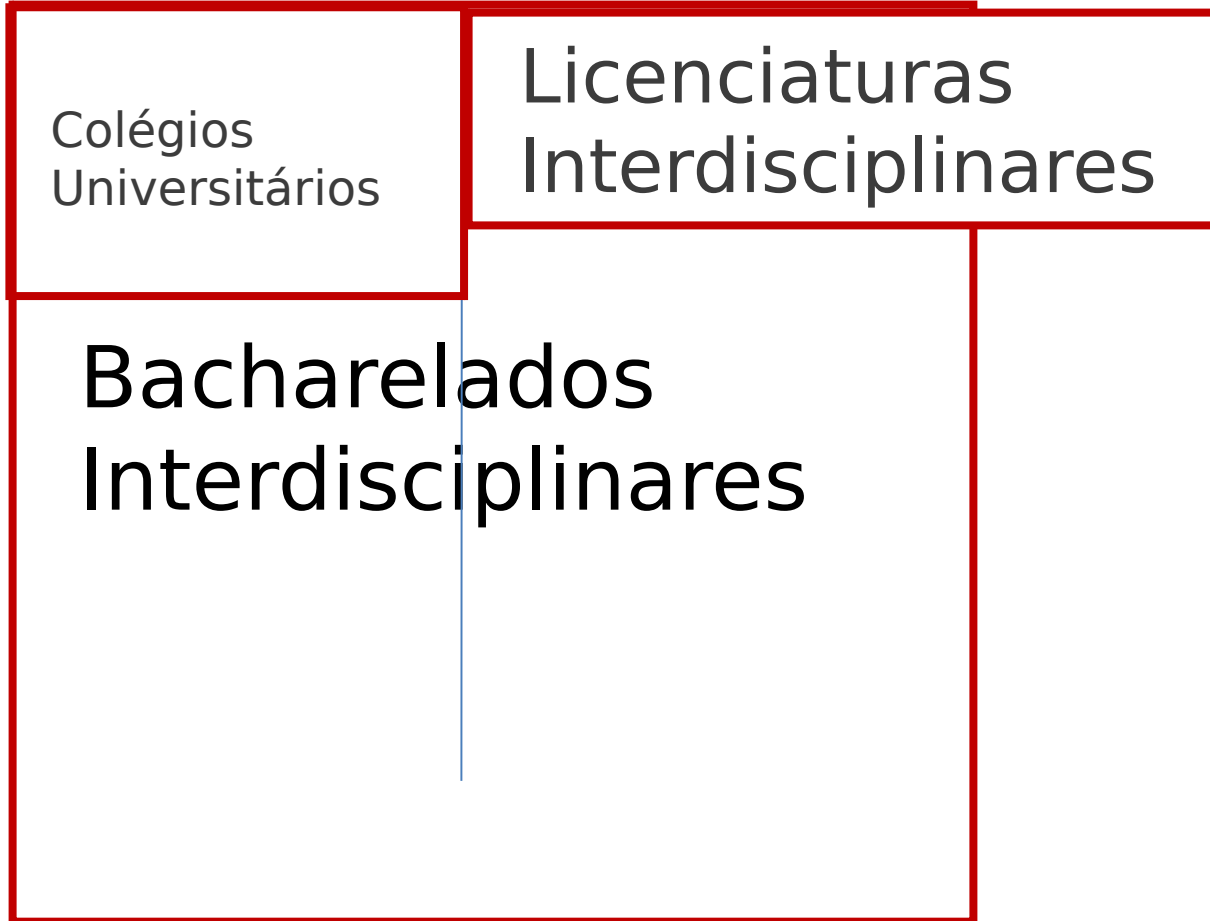 Colégios
Universitários
Licenciaturas
Interdisciplinares
Bacharelados
Interdisciplinares